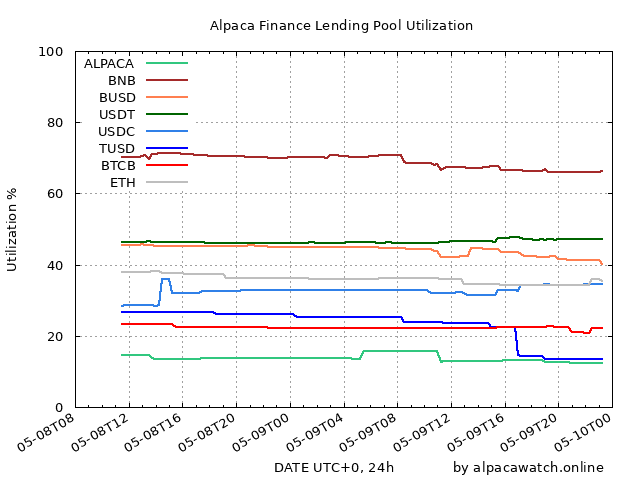 Alpaca Finance Lending Pool Utilization
100
80
60
40
20
0
Utilization %
ALPACA
BNB
BUSD
USDT
USDC
TUSD
BTCB
ETH
05-08T08
05-08T12
05-08T16
05-08T20
05-09T00
05-09T04
05-09T08
05-09T12
05-09T16
05-09T20
05-10T00
DATE UTC+0, 24h
by alpacawatch.online